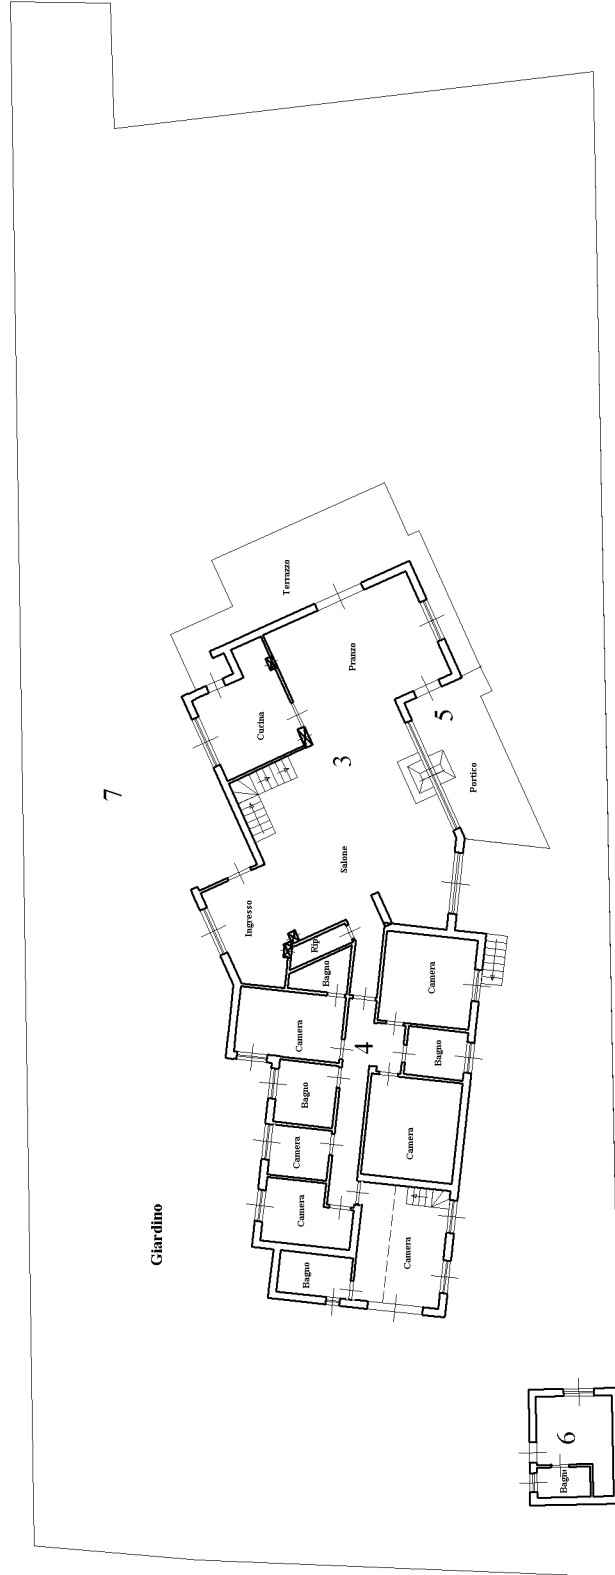 Terrazzo
Cucina
Pranzo
7
3
5
Portico
Salone
Ingresso
Rip
Bagno
Camera
Camera
4
Bagno
Bagno
Camera
Camera
Camera
Giardino
Bagno
Camera
6
Bagno